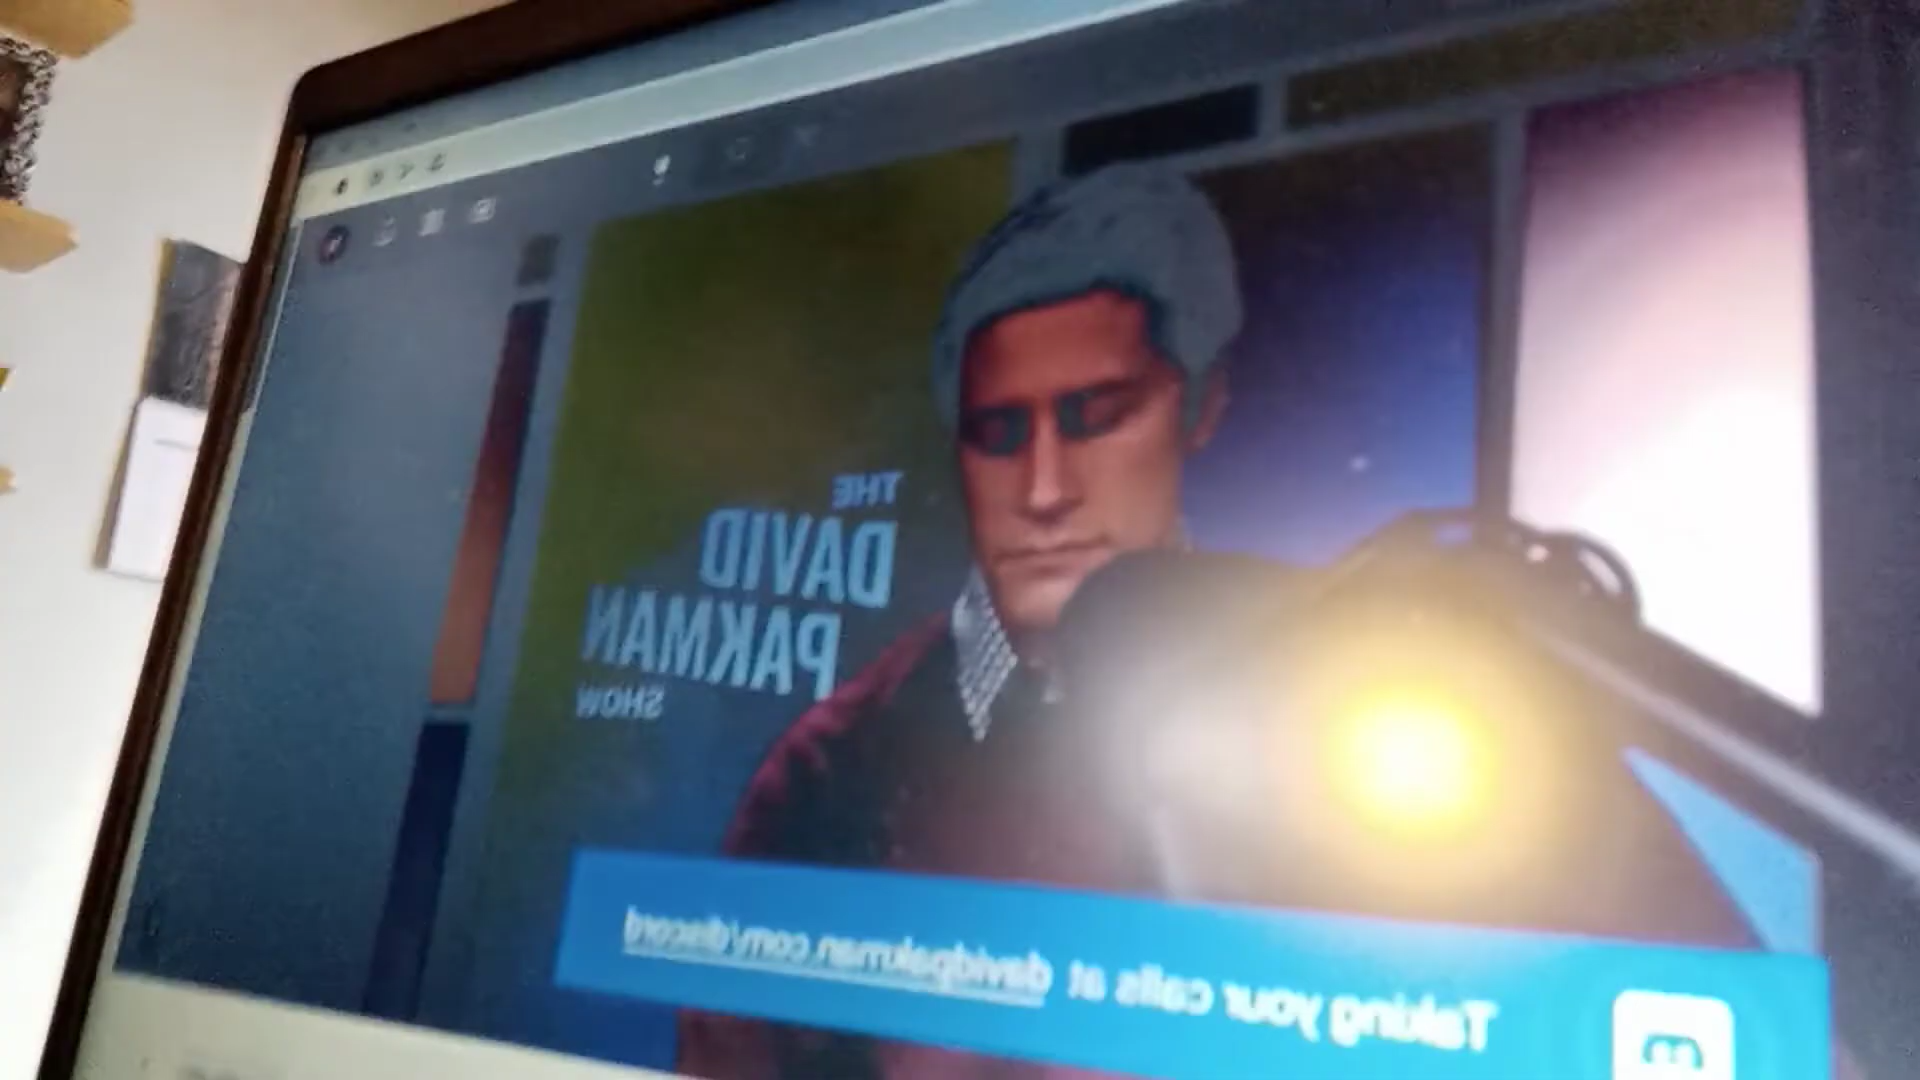 THE
DAVID
PAKMAN
SHOW
Taking your calls at davidpakman.com/discord